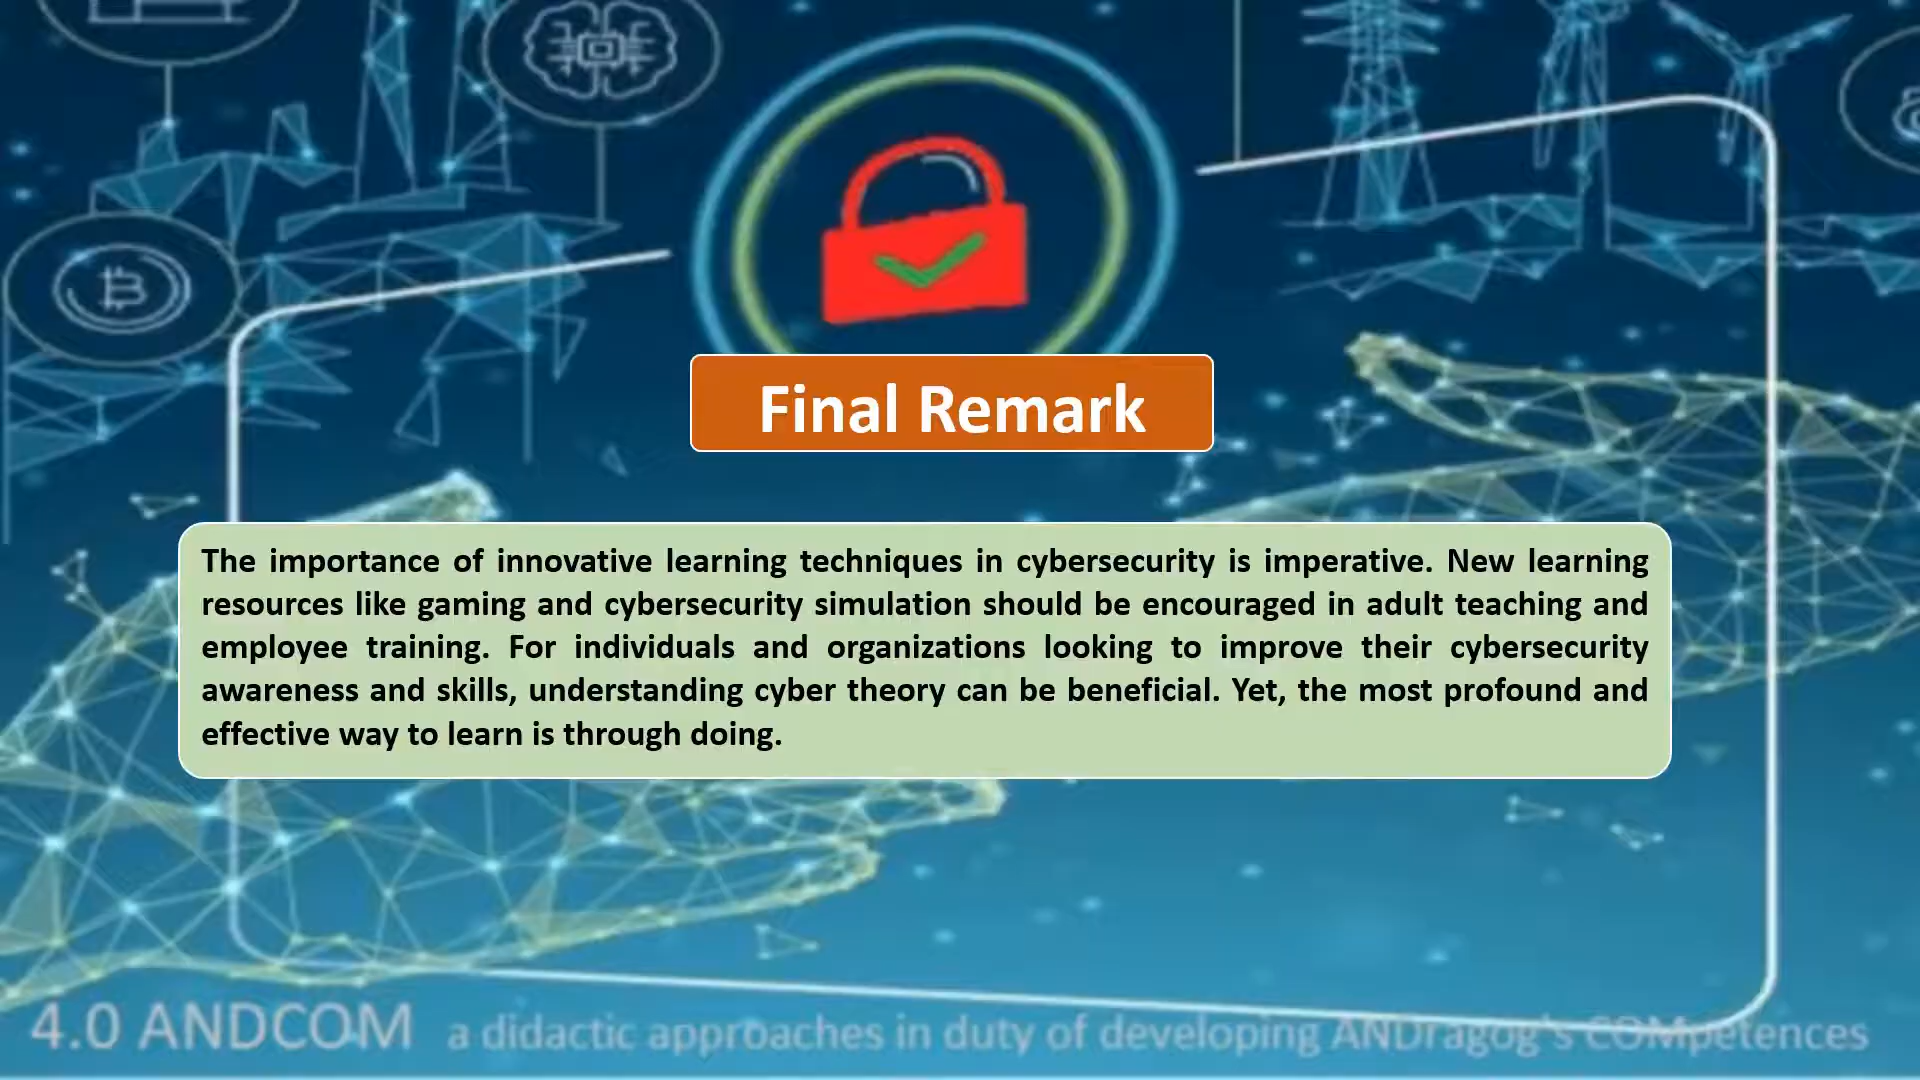 Final Remark
The importance of innovative learning techniques in cybersecurity is imperative. New learning
resources like gaming and cybersecurity simulation should be encouraged in adult teaching and
employee training. For individuals and organizations looking to improve their cybersecurity
awareness and skills, understanding cyber theory can be beneficial. Yet, the most profound and
effective way to learn is through doing.
4.0 ANDCOM a didactic approaches in duty of developing ANDragog's COMpetences